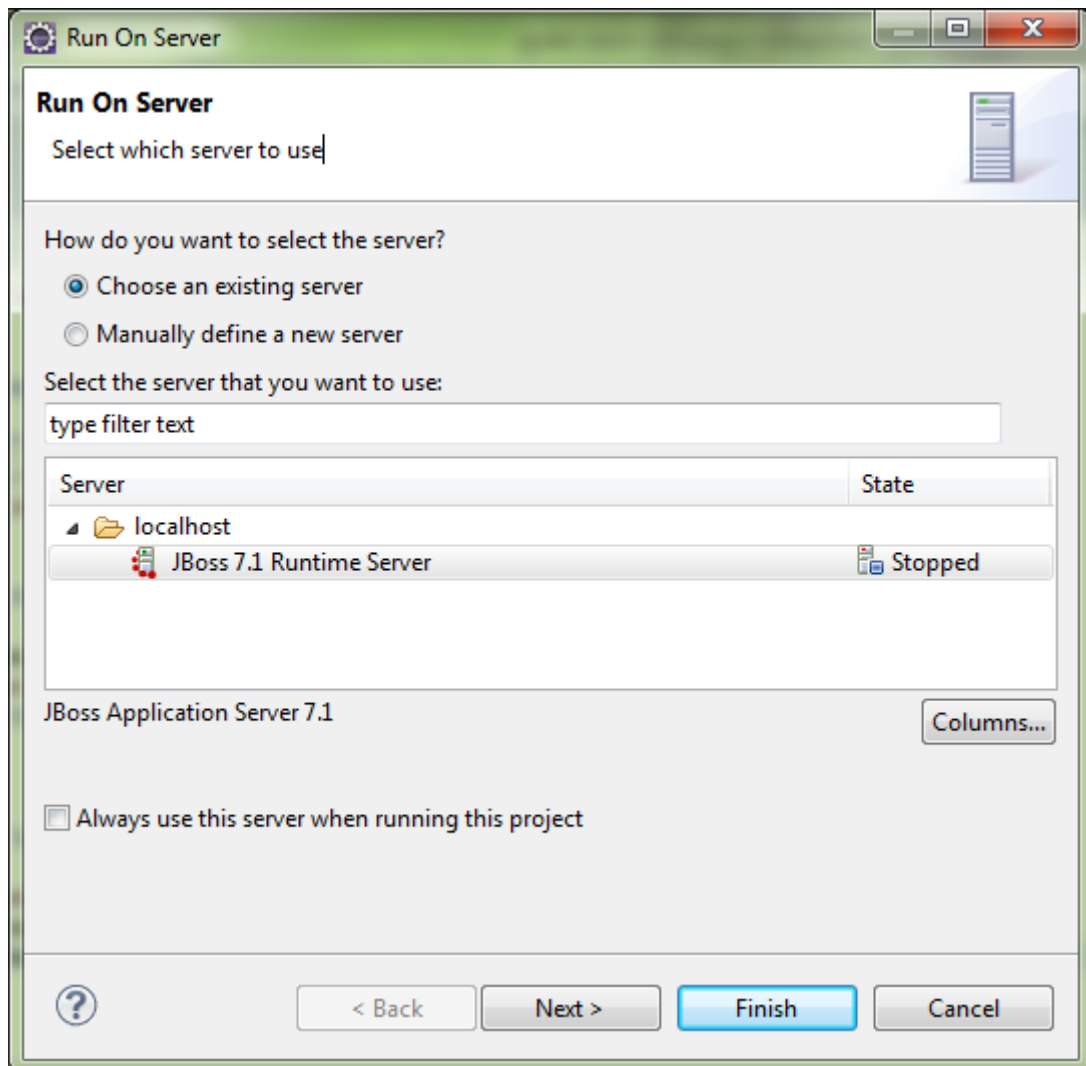 Run On Server
Run On Server
Select which server to use
How do you want to select the server?
Choose an existing server
Manually define a new server
Select the server that you want to use:
type filter text
Server State
localhost
JBoss 7.1 Runtime Server Stopped
JBoss Application Server 7.1
Columns...
Always use this server when running this project
? < Back Next > Finish Cancel